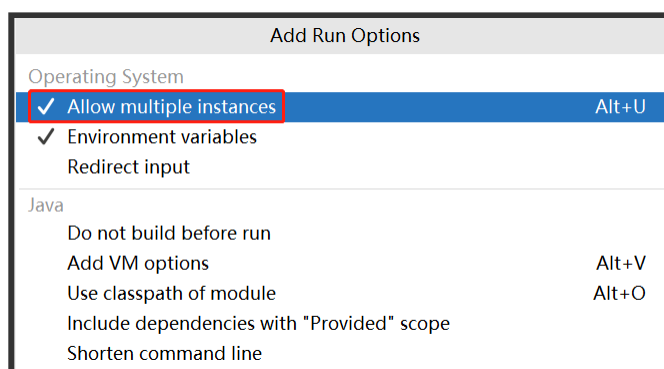 Add Run Options
Operating System
Allow multiple instances Alt+U
Environment variables
Redirect input
Java
Do not build before run
Add VM options Alt+V
Use classpath of module Alt+O
Include dependencies with "Provided" scope
Shorten command line